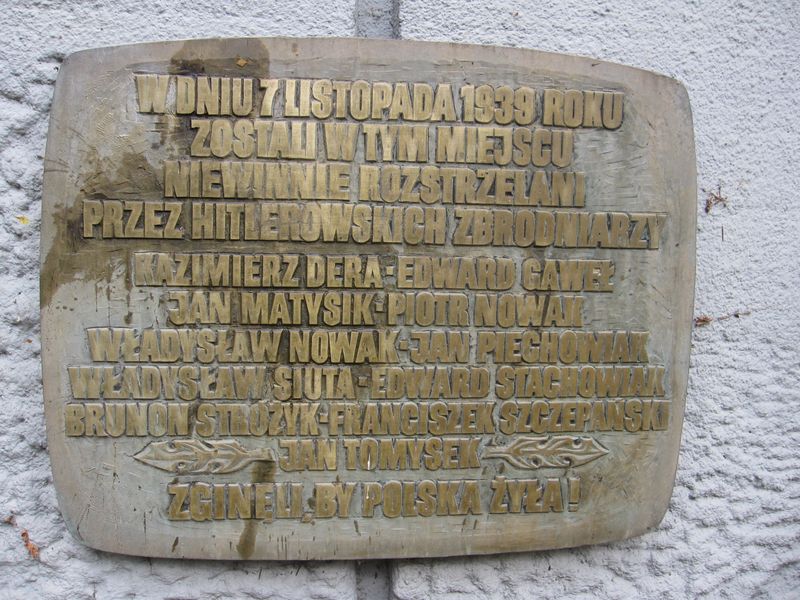 W DNIU 7 LISTOPADA 1939 ROKU
ZOSTALI W TYM MIEJSCU
NIEWINNIE ROZSTRZELANI
PRZEZ HITLEROWSKICH ZBRODNIARZY
KAZIMIERZ DERA · EDWARD GAWEŁ
JAN MATYSIK · PIOTR NOWAK
WŁADYSŁAW NOWAK · JAN PIECHOWIAK
WŁADYSŁAW SIUTA · EDWARD STACHOWIAK
BRUNON STROŻYK · FRANCISZEK SZCZEPAŃSKI
JAN TOMYSEK
ZGINĘLI, BY POLSKA ŻYŁA!